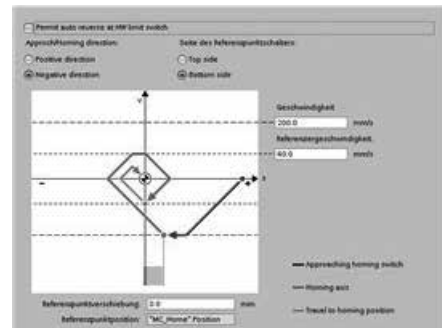 Permit auto reverse at HW limit switch
Approch/Homing direction:
Seite des Referenzpunktschalters:
Positive direction
Top side
Negative direction
Bottom side
v
Geschwindigkeit
200.0 mm/s
Referenzgeschwindigkeit
40.0 mm/s
- + x
Approaching homing switch
Homing axis
Travel to homing position
Referenzpunktverschiebung: 0.0 mm
Referenzpunktposition: "MC_Home".Position